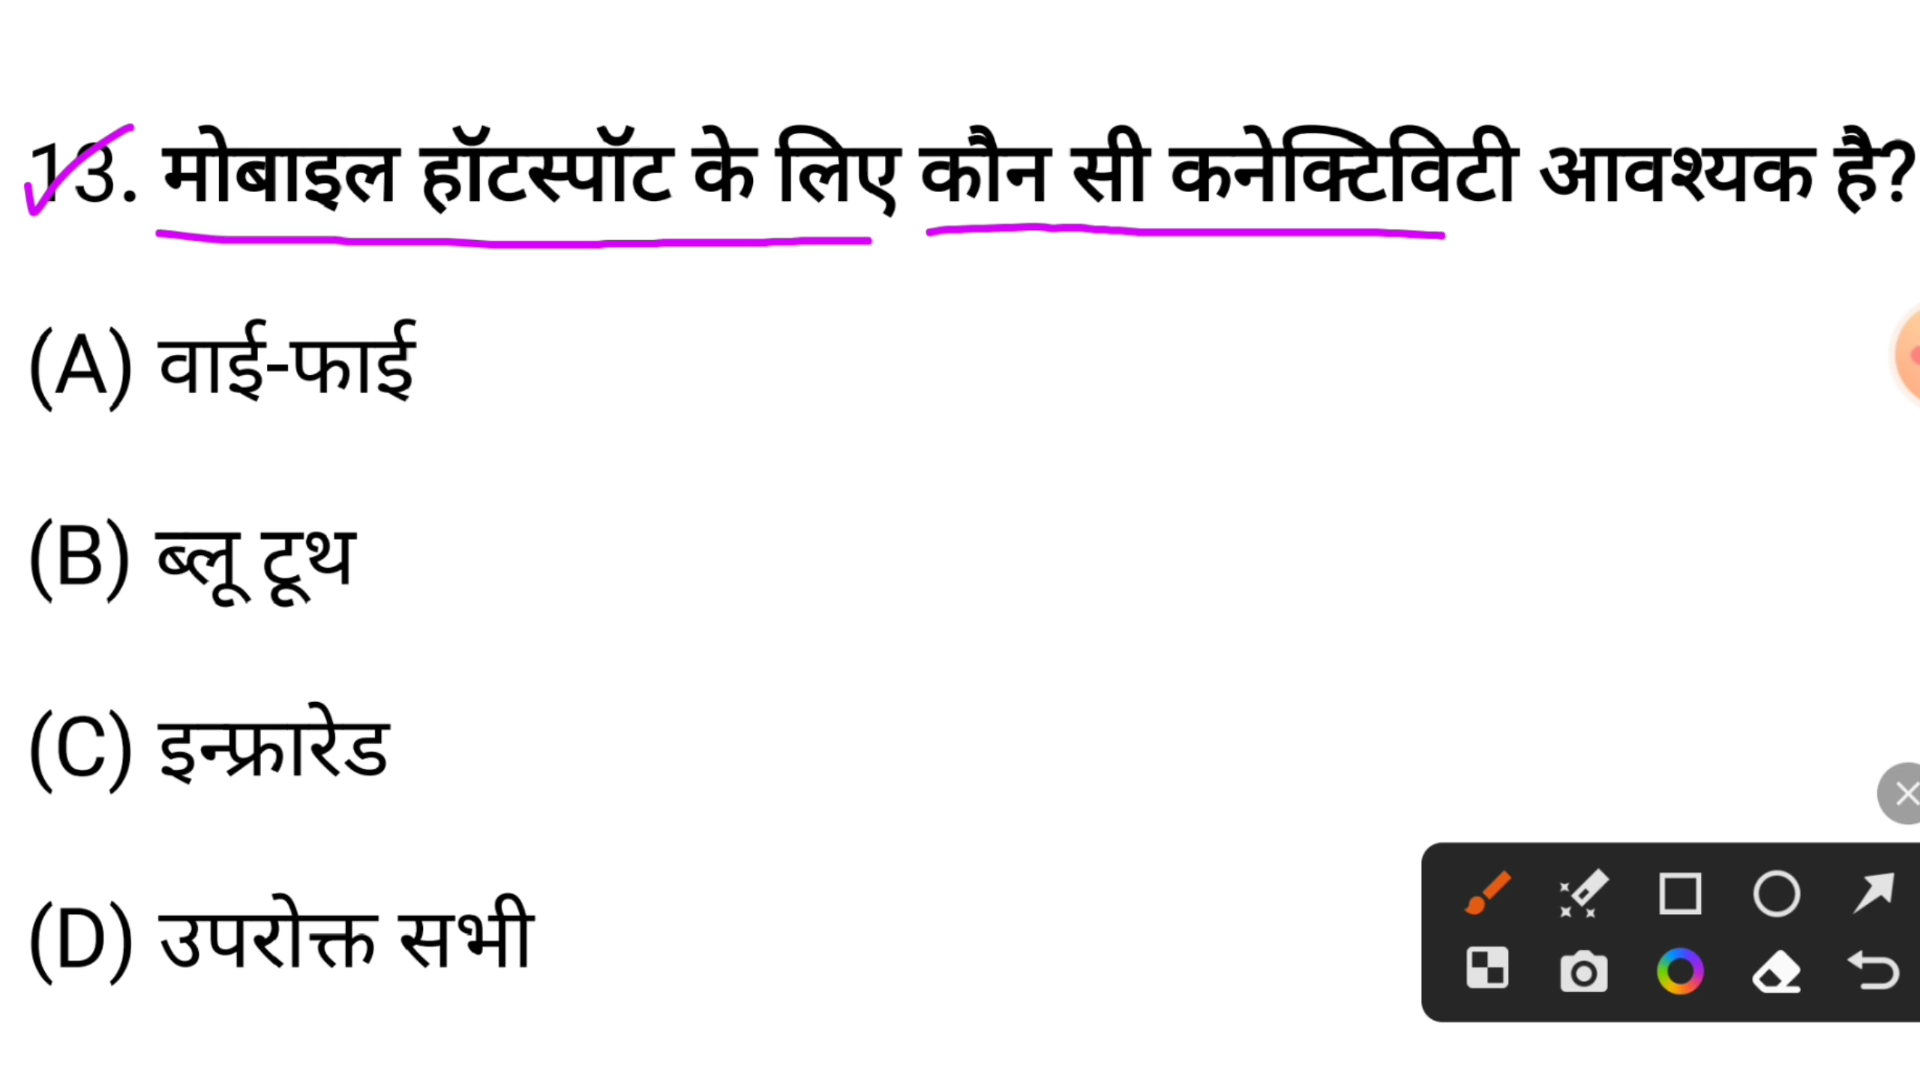 13. मोबाइल हॉटस्पॉट के लिए कौन सी कनेक्टिविटी आवश्यक है?
(A) वाई-फाई
(B) ब्लू टूथ
(C) इन्फ्रारेड
(D) उपरोक्त सभी